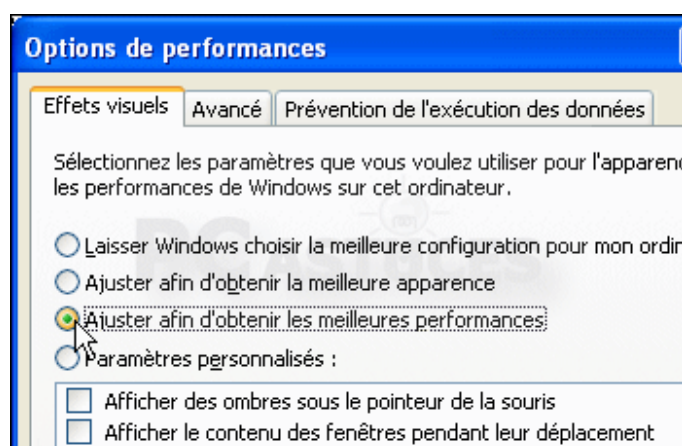 Options de performances
Effets visuels Avancé Prévention de l'exécution des données
Sélectionnez les paramètres que vous voulez utiliser pour l'apparen
les performances de Windows sur cet ordinateur.
PC ASTUCES
Laisser Windows choisir la meilleure configuration pour mon ordin
Ajuster afin d'obtenir la meilleure apparence
Ajuster afin d'obtenir les meilleures performances
Paramètres personnalisés :
Afficher des ombres sous le pointeur de la souris
Afficher le contenu des fenêtres pendant leur déplacement